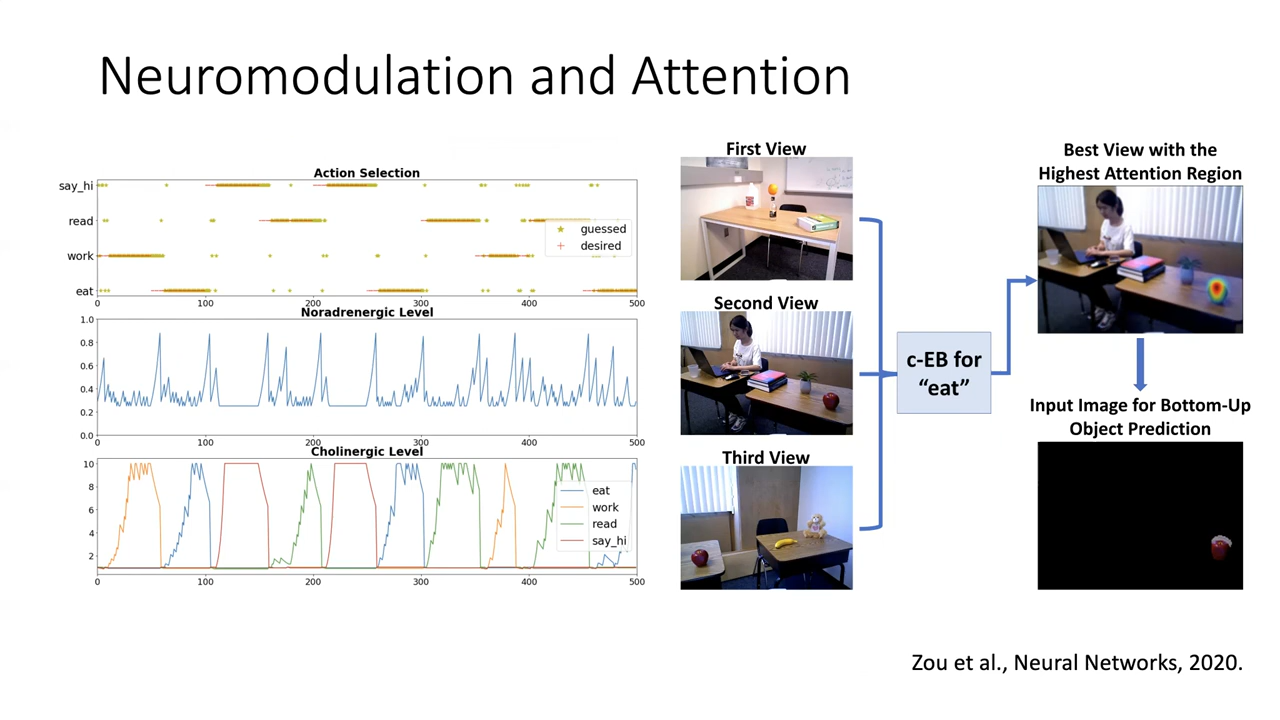 Neuromodulation and Attention
Action Selection
say_hi
read
work
eat
guessed
desired
0
100
200
300
400
500
Noradrenergic Level
1.0
0.8
0.6
0.4
0.2
0.0
0
100
200
300
400
500
Cholinergic Level
10
8
6
4
2
eat
work
read
say_hi
0
100
200
300
400
500
First View
Second View
Third View
c-EB for
“eat”
Best View with the
Highest Attention Region
Input Image for Bottom-Up
Object Prediction
Zou et al., Neural Networks, 2020.